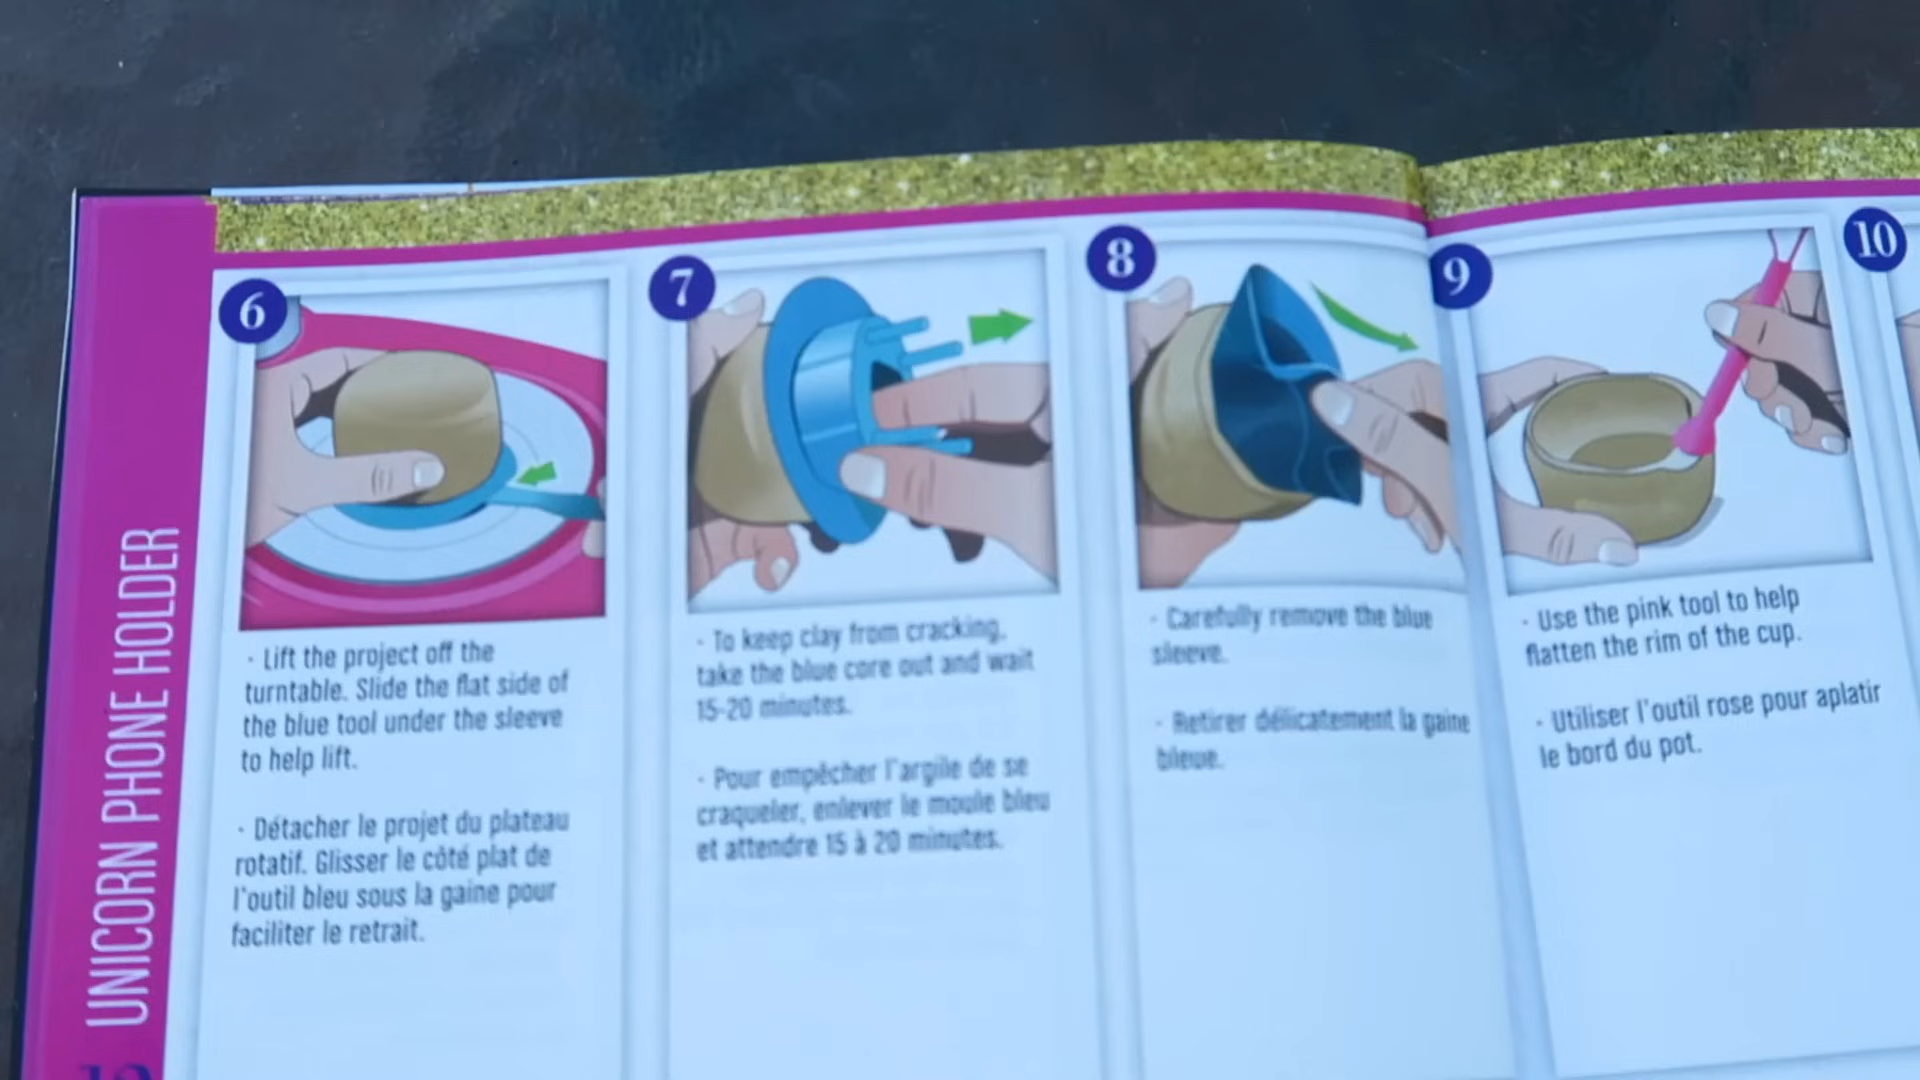 UNICORN PHONE HOLDER
6
· Lift the project off the
turntable. Slide the flat side of
the blue tool under the sleeve
to help lift.
· Détacher le projet du plateau
rotatif. Glisser le côté plat de
l'outil bleu sous la gaine pour
faciliter le retrait.
7
· To keep clay from cracking,
take the blue core out and wait
15-20 minutes.
· Pour empêcher l'argile de se
craqueler, enlever le moule bleu
et attendre 15 à 20 minutes.
8
· Carefully remove the blue
sleeve.
· Retirer délicatement la gaine
bleue.
9
· Use the pink tool to help
flatten the rim of the cup.
· Utiliser l'outil rose pour aplatir
le bord du pot.
10